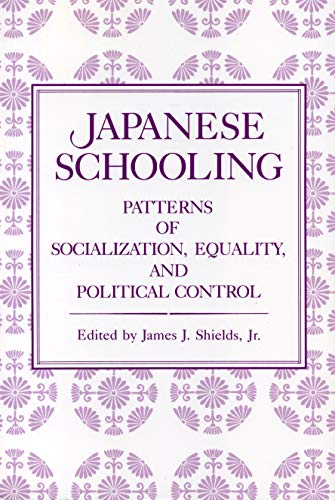 JAPANESE
SCHOOLING
PATTERNS
OF
SOCIALIZATION, EQUALITY,
AND
POLITICAL CONTROL
Edited by James J. Shields, Jr.